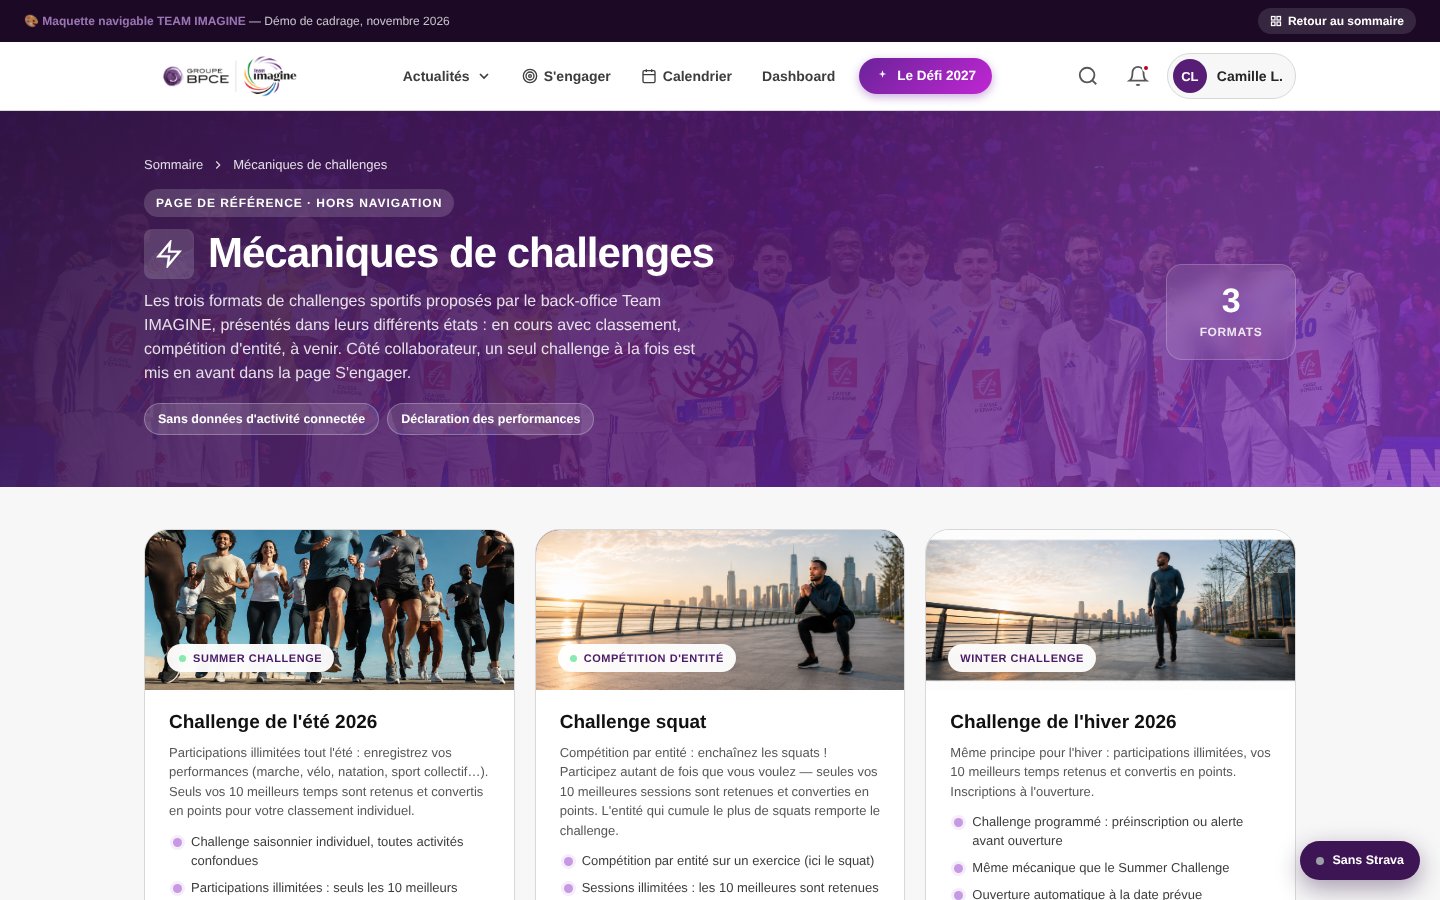 🎨 Maquette navigable TEAM IMAGINE — Démo de cadrage, novembre 2026
Retour au sommaire
GROUPE
BPCE
team
imagine
Actualités
S'engager
Calendrier
Dashboard
Le Défi 2027
CL
Camille L.
Sommaire
Mécaniques de challenges
PAGE DE RÉFÉRENCE · HORS NAVIGATION
Mécaniques de challenges
Les trois formats de challenges sportifs proposés par le back-office Team
IMAGINE, présentés dans leurs différents états : en cours avec classement,
compétition d'entité, à venir. Côté collaborateur, un seul challenge à la fois est
mis en avant dans la page S'engager.
Sans données d'activité connectée
Déclaration des performances
3
FORMATS
SUMMER CHALLENGE
Challenge de l'été 2026
Participations illimitées tout l'été : enregistrez vos
performances (marche, vélo, natation, sport collectif…).
Seuls vos 10 meilleurs temps sont retenus et convertis
en points pour votre classement individuel.
Challenge saisonnier individuel, toutes activités
confondues
Participations illimitées : seuls les 10 meilleurs
COMPÉTITION D'ENTITÉ
Challenge squat
Compétition par entité : enchaînez les squats !
Participez autant de fois que vous voulez — seules vos
10 meilleures sessions sont retenues et converties en
points. L'entité qui cumule le plus de squats remporte le
challenge.
Compétition par entité sur un exercice (ici le squat)
Sessions illimitées : les 10 meilleures sont retenues
WINTER CHALLENGE
Challenge de l'hiver 2026
Même principe pour l'hiver : participations illimitées, vos
10 meilleurs temps retenus et convertis en points.
Inscriptions à l'ouverture.
Challenge programmé : préinscription ou alerte
avant ouverture
Même mécanique que le Summer Challenge
Ouverture automatique à la date prévue
Sans Strava